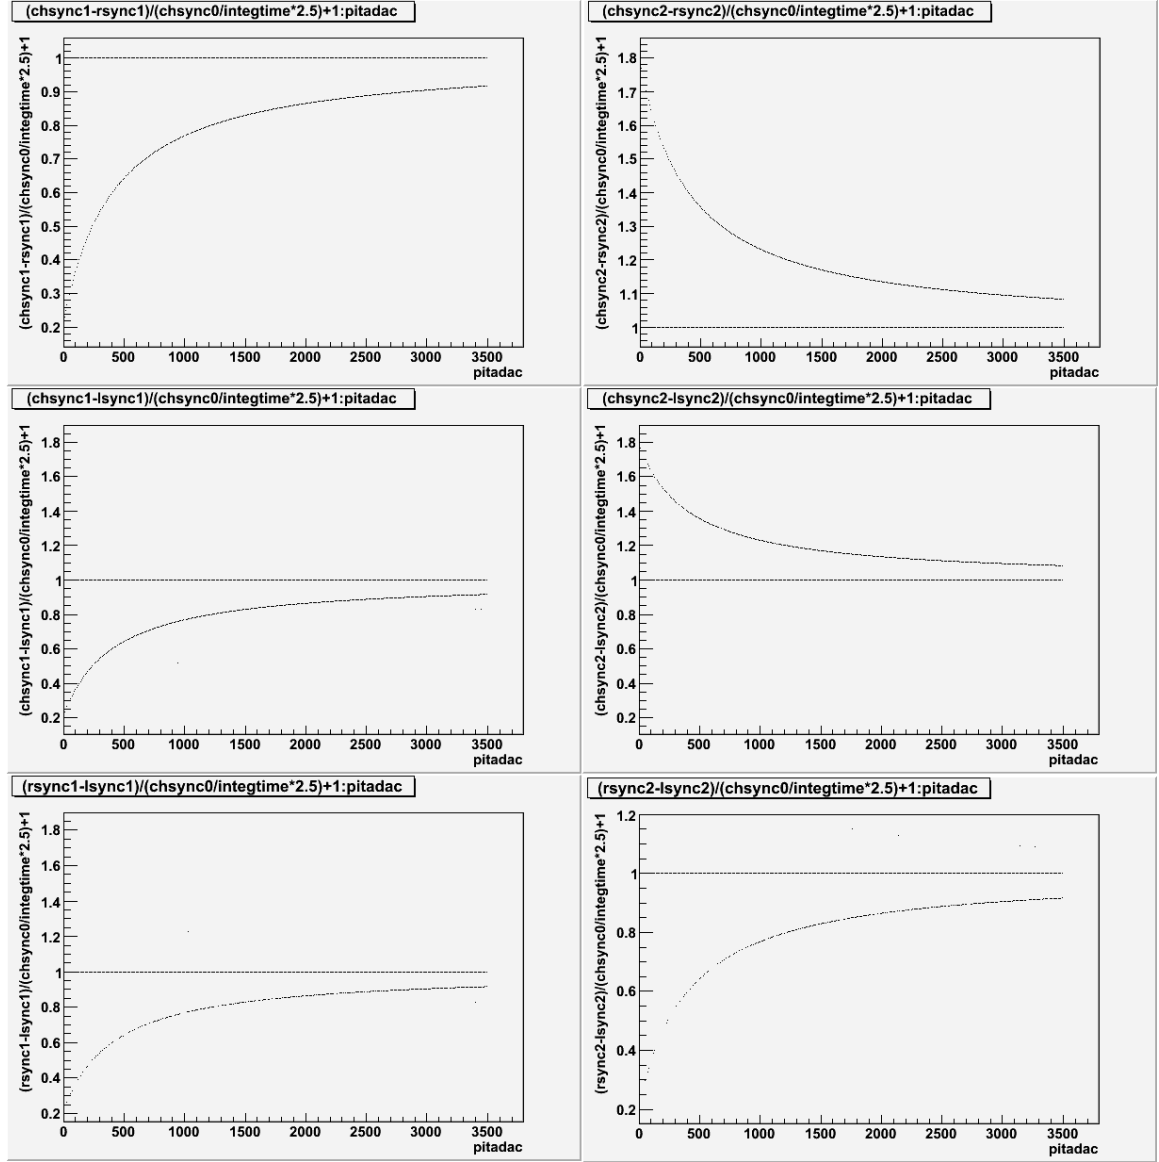 (chsync1-rsync1)/(chsync0/integtime*2.5)+1:pitadac
(chsync1-rsync1)/(chsync0/integtime*2.5)+1
1
0.9
0.8
0.7
0.6
0.5
0.4
0.3
0.2
0 500 1000 1500 2000 2500 3000 3500
pitadac
(chsync2-rsync2)/(chsync0/integtime*2.5)+1:pitadac
(chsync2-rsync2)/(chsync0/integtime*2.5)+1
1.8
1.7
1.6
1.5
1.4
1.3
1.2
1.1
1
0 500 1000 1500 2000 2500 3000 3500
pitadac
(chsync1-lsync1)/(chsync0/integtime*2.5)+1:pitadac
(chsync1-lsync1)/(chsync0/integtime*2.5)+1
1.8
1.6
1.4
1.2
1
0.8
0.6
0.4
0.2
0 500 1000 1500 2000 2500 3000 3500
pitadac
(chsync2-lsync2)/(chsync0/integtime*2.5)+1:pitadac
(chsync2-lsync2)/(chsync0/integtime*2.5)+1
1.8
1.6
1.4
1.2
1
0.8
0.6
0.4
0.2
0 500 1000 1500 2000 2500 3000 3500
pitadac
(rsync1-lsync1)/(chsync0/integtime*2.5)+1:pitadac
(rsync1-lsync1)/(chsync0/integtime*2.5)+1
1.8
1.6
1.4
1.2
1
0.8
0.6
0.4
0.2
0 500 1000 1500 2000 2500 3000 3500
pitadac
(rsync2-lsync2)/(chsync0/integtime*2.5)+1:pitadac
(rsync2-lsync2)/(chsync0/integtime*2.5)+1
1.2
1
0.8
0.6
0.4
0.2
0 500 1000 1500 2000 2500 3000 3500
pitadac